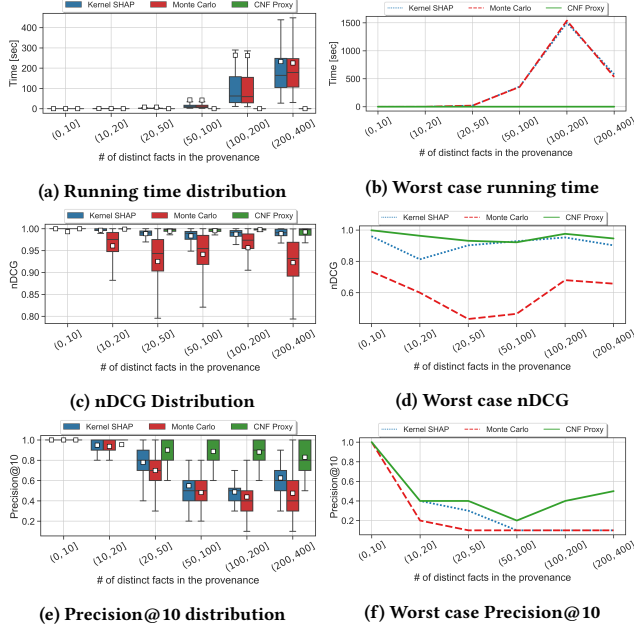 Kernel SHAP Monte Carlo CNF Proxy
Time [sec]
400
300
200
100
0
(0, 10]
(10, 20]
(20, 50]
(50, 100]
(100, 200]
(200, 400]
# of distinct facts in the provenance
(a) Running time distribution
Kernel SHAP Monte Carlo CNF Proxy
Time [sec]
1500
1000
500
0
(0, 10]
(10, 20]
(20, 50]
(50, 100]
(100, 200]
(200, 400]
# of distinct facts in the provenance
(b) Worst case running time
Kernel SHAP Monte Carlo CNF Proxy
nDCG
1.00
0.95
0.90
0.85
0.80
(0, 10]
(10, 20]
(20, 50]
(50, 100]
(100, 200]
(200, 400]
# of distinct facts in the provenance
(c) nDCG Distribution
Kernel SHAP Monte Carlo CNF Proxy
nDCG
1.0
0.8
0.6
(0, 10]
(10, 20]
(20, 50]
(50, 100]
(100, 200]
(200, 400]
# of distinct facts in the provenance
(d) Worst case nDCG
Kernel SHAP Monte Carlo CNF Proxy
Precision@10
1.0
0.8
0.6
0.4
0.2
(0, 10]
(10, 20]
(20, 50]
(50, 100]
(100, 200]
(200, 400]
# of distinct facts in the provenance
(e) Precision@10 distribution
Kernel SHAP Monte Carlo CNF Proxy
Precision@10
1.0
0.8
0.6
0.4
0.2
(0, 10]
(10, 20]
(20, 50]
(50, 100]
(100, 200]
(200, 400]
# of distinct facts in the provenance
(f) Worst case Precision@10